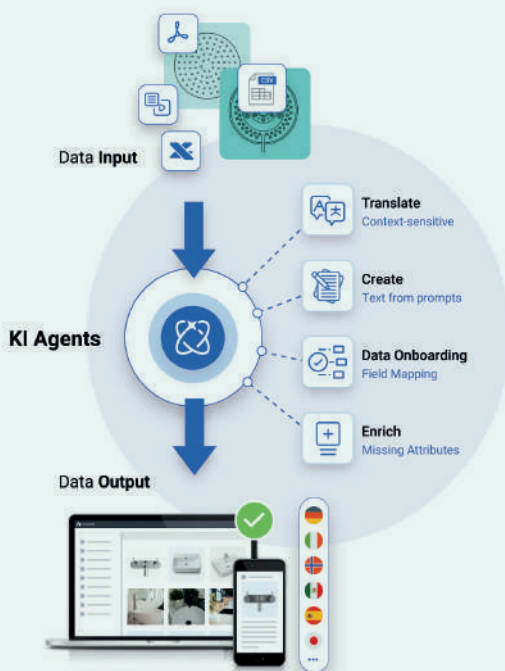 CSV
Data Input
Translate
Context-sensitive
Create
Text from prompts
KI Agents
Data Onboarding
Field Mapping
Enrich
Missing Attributes
Data Output